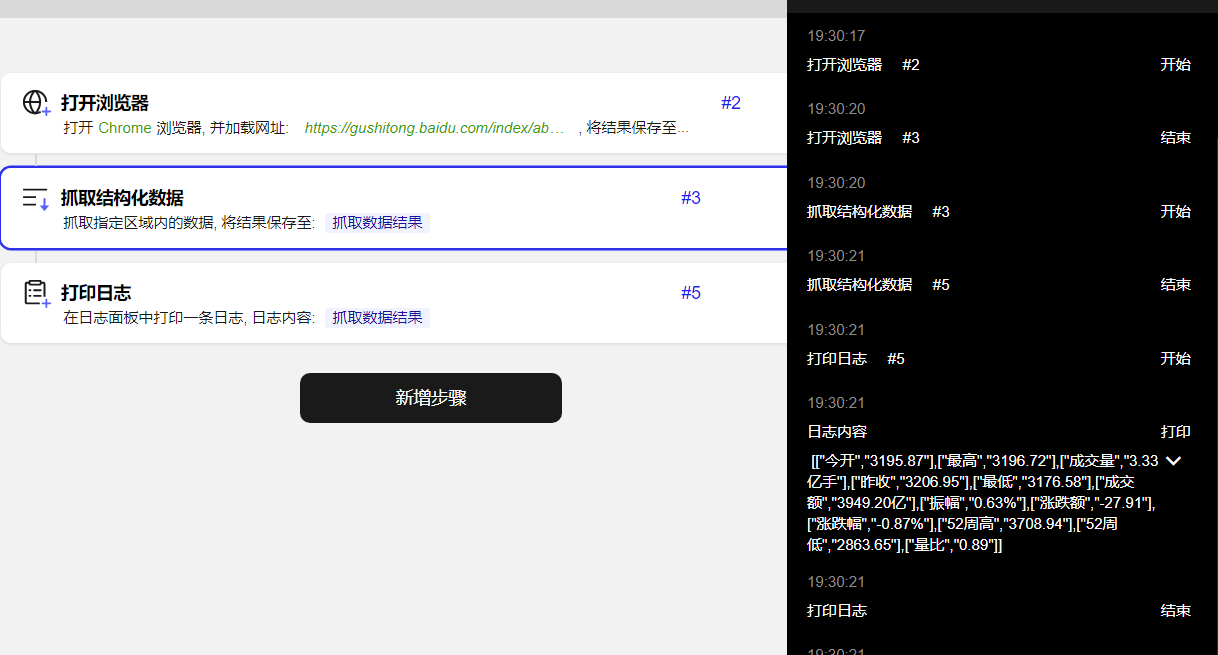 打开浏览器
#2
打开 Chrome 浏览器, 并加载网址: https://gushitong.baidu.com/index/ab… , 将结果保存至...
抓取结构化数据
#3
抓取指定区域内的数据, 将结果保存至: 抓取数据结果
打印日志
#5
在日志面板中打印一条日志, 日志内容: 抓取数据结果
新增步骤
19:30:17
打开浏览器 #2 开始
19:30:20
打开浏览器 #3 结束
19:30:20
抓取结构化数据 #3 开始
19:30:21
抓取结构化数据 #5 结束
19:30:21
打印日志 #5 开始
19:30:21
日志内容 打印
[["今开","3195.87"],["最高","3196.72"],["成交量","3.33
亿手"],["昨收","3206.95"],["最低","3176.58"],["成交
额","3949.20亿"],["振幅","0.63%"],["涨跌额","-27.91"],
["涨跌幅","-0.87%"],["52周高","3708.94"],["52周
低","2863.65"],["量比","0.89"]]
19:30:21
打印日志 结束
19:30:21